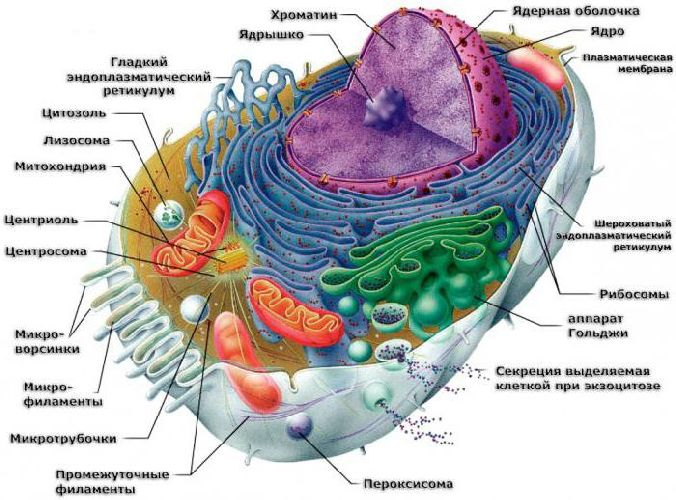 Хроматин
Ядрышко
Ядерная оболочка
Ядро
Плазматическая
мембрана
Гладкий
эндоплазматический
ретикулум
Цитозоль
Лизосома
Митохондрия
Центриоль
Центросома
Микро-
ворсинки
Микро-
филаменты
Микротрубочки
Промежуточные
филаменты
Пероксисома
Шероховатый
эндоплазматический
ретикулум
Рибосомы
аппарат
Гольджи
Секреция выделяемая
клеткой при экзоцитозе